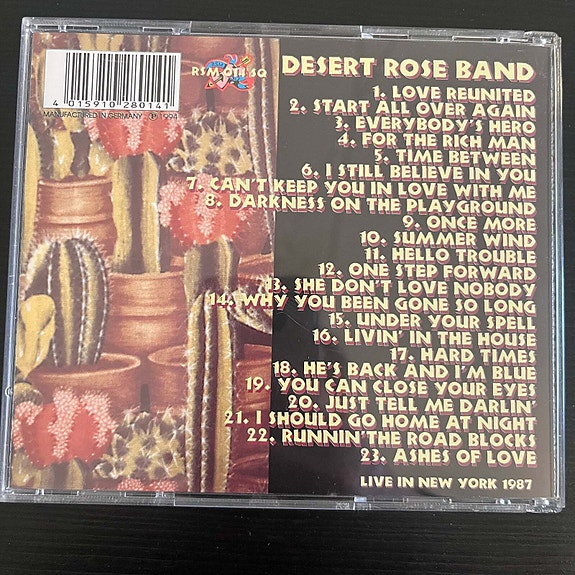 4 015910 280141
MANUFACTURED IN GERMANY ℗ 1994
RSM 011 SQ
DESERT ROSE BAND
1. LOVE REUNITED
2. START ALL OVER AGAIN
3. EVERYBODY'S HERO
4. FOR THE RICH MAN
5. TIME BETWEEN
6. I STILL BELIEVE IN YOU
7. CAN'T KEEP YOU IN LOVE WITH ME
8. DARKNESS ON THE PLAYGROUND
9. ONCE MORE
10. SUMMER WIND
11. HELLO TROUBLE
12. ONE STEP FORWARD
13. SHE DON'T LOVE NOBODY
14. WHY YOU BEEN GONE SO LONG
15. UNDER YOUR SPELL
16. LIVIN' IN THE HOUSE
17. HARD TIMES
18. HE'S BACK AND I'M BLUE
19. YOU CAN CLOSE YOUR EYES
20. JUST TELL ME DARLIN'
21. I SHOULD GO HOME AT NIGHT
22. RUNNIN' THE ROAD BLOCKS
23. ASHES OF LOVE
LIVE IN NEW YORK 1987